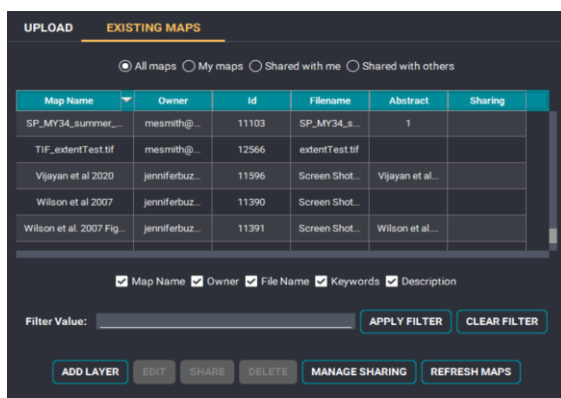 UPLOAD EXISTING MAPS
All maps My maps Shared with me Shared with others
Map Name Owner Id Filename Abstract Sharing
SP_MY34_summer_... mesmith@... 11103 SP_MY34_s... 1
TIF_extentTest.tif mesmith@... 12566 extentTest.tif
Vijayan et al 2020 jenniferbuz... 11596 Screen Shot... Vijayan et al...
Wilson et al 2007 jenniferbuz... 11390 Screen Shot...
Wilson et al. 2007 Fig... jenniferbuz... 11391 Screen Shot... Wilson et al....
Map Name Owner File Name Keywords Description
Filter Value: APPLY FILTER CLEAR FILTER
ADD LAYER EDIT SHARE DELETE MANAGE SHARING REFRESH MAPS